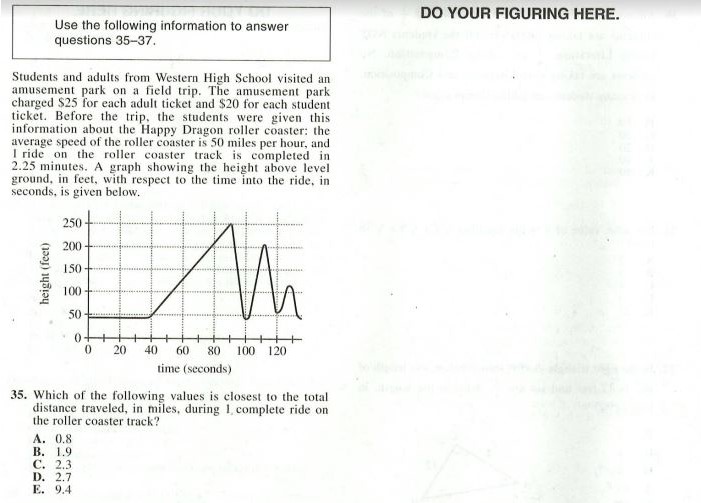 Use the following information to answer
questions 35–37.
DO YOUR FIGURING HERE.
Students and adults from Western High School visited an
amusement park on a field trip. The amusement park
charged $25 for each adult ticket and $20 for each student
ticket. Before the trip, the students were given this
information about the Happy Dragon roller coaster: the
average speed of the roller coaster is 50 miles per hour, and
1 ride on the roller coaster track is completed in
2.25 minutes. A graph showing the height above level
ground, in feet, with respect to the time into the ride, in
seconds, is given below.
height (feet)
250
200
150
100
50
0
0 20 40 60 80 100 120
time (seconds)
35. Which of the following values is closest to the total
distance traveled, in miles, during 1 complete ride on
the roller coaster track?
A. 0.8
B. 1.9
C. 2.3
D. 2.7
E. 9.4